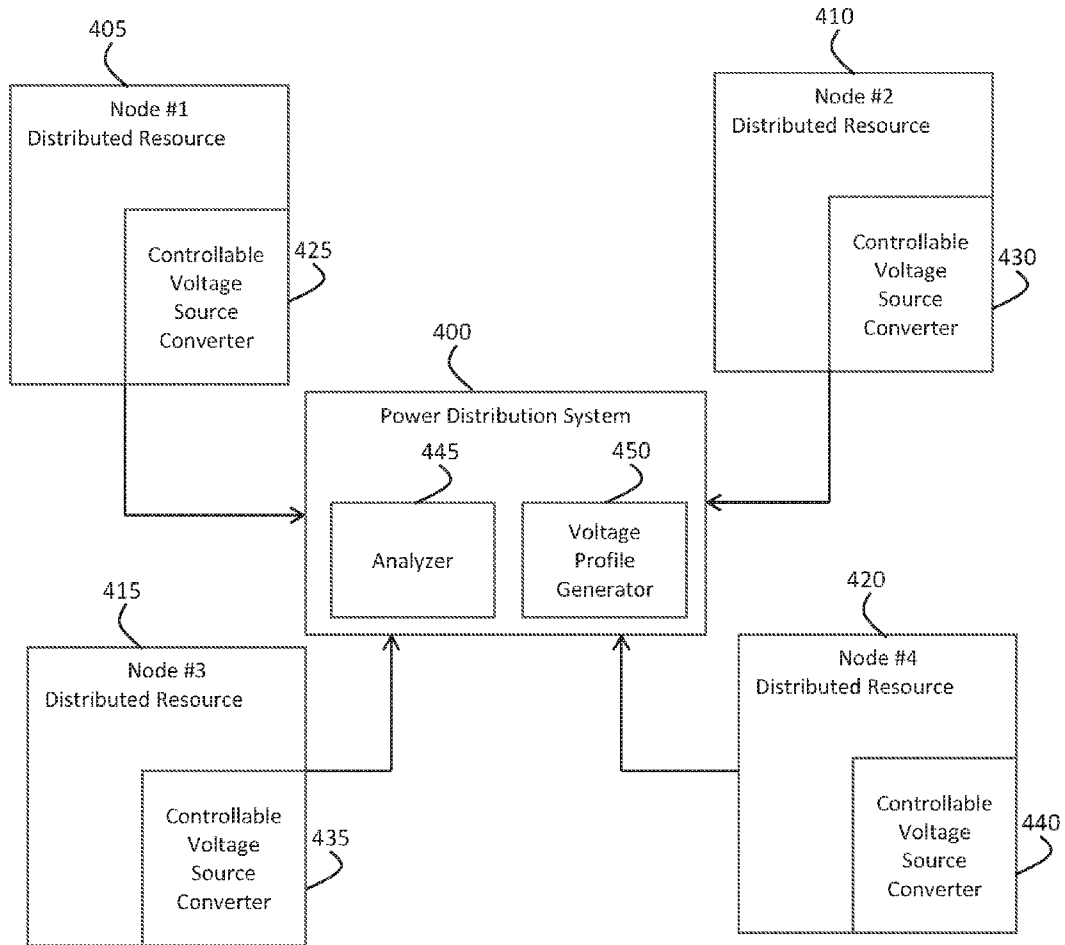 405
Node #1
Distributed Resource
Controllable
Voltage
Source
Converter
425
410
Node #2
Distributed Resource
Controllable
Voltage
Source
Converter
430
400
Power Distribution System
445
Analyzer
450
Voltage
Profile
Generator
415
Node #3
Distributed Resource
Controllable
Voltage
Source
Converter
435
420
Node #4
Distributed Resource
Controllable
Voltage
Source
Converter
440